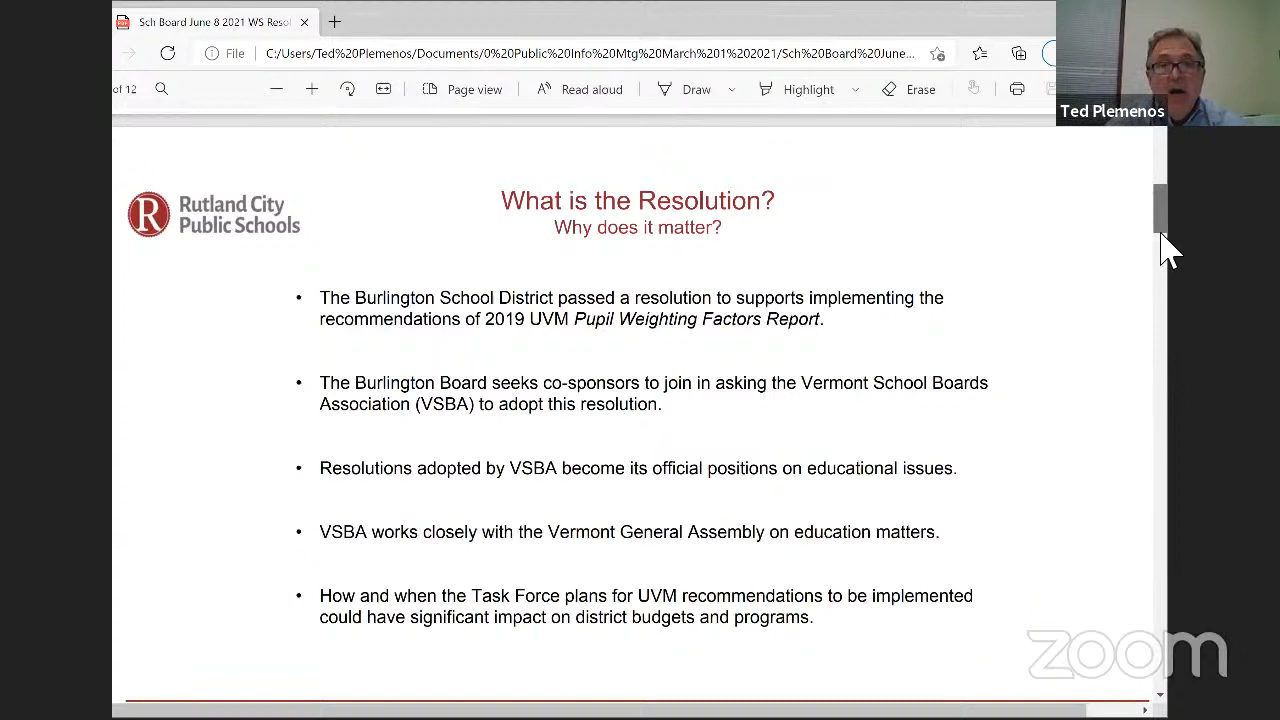 Sch Board June 8 2021 WS Resol
File C:/Users/Ted%20Plemenos/Documents/0%20Public%20Info%20Mtg%20March%201%202021/Sch%20Board%20June...
of 12 Page view Read aloud Draw Highlight Erase
Ted Plemenos
R Rutland City
Public Schools
What is the Resolution?
Why does it matter?
• The Burlington School District passed a resolution to supports implementing the
recommendations of 2019 UVM Pupil Weighting Factors Report.
• The Burlington Board seeks co-sponsors to join in asking the Vermont School Boards
Association (VSBA) to adopt this resolution.
• Resolutions adopted by VSBA become its official positions on educational issues.
• VSBA works closely with the Vermont General Assembly on education matters.
• How and when the Task Force plans for UVM recommendations to be implemented
could have significant impact on district budgets and programs.
zoom